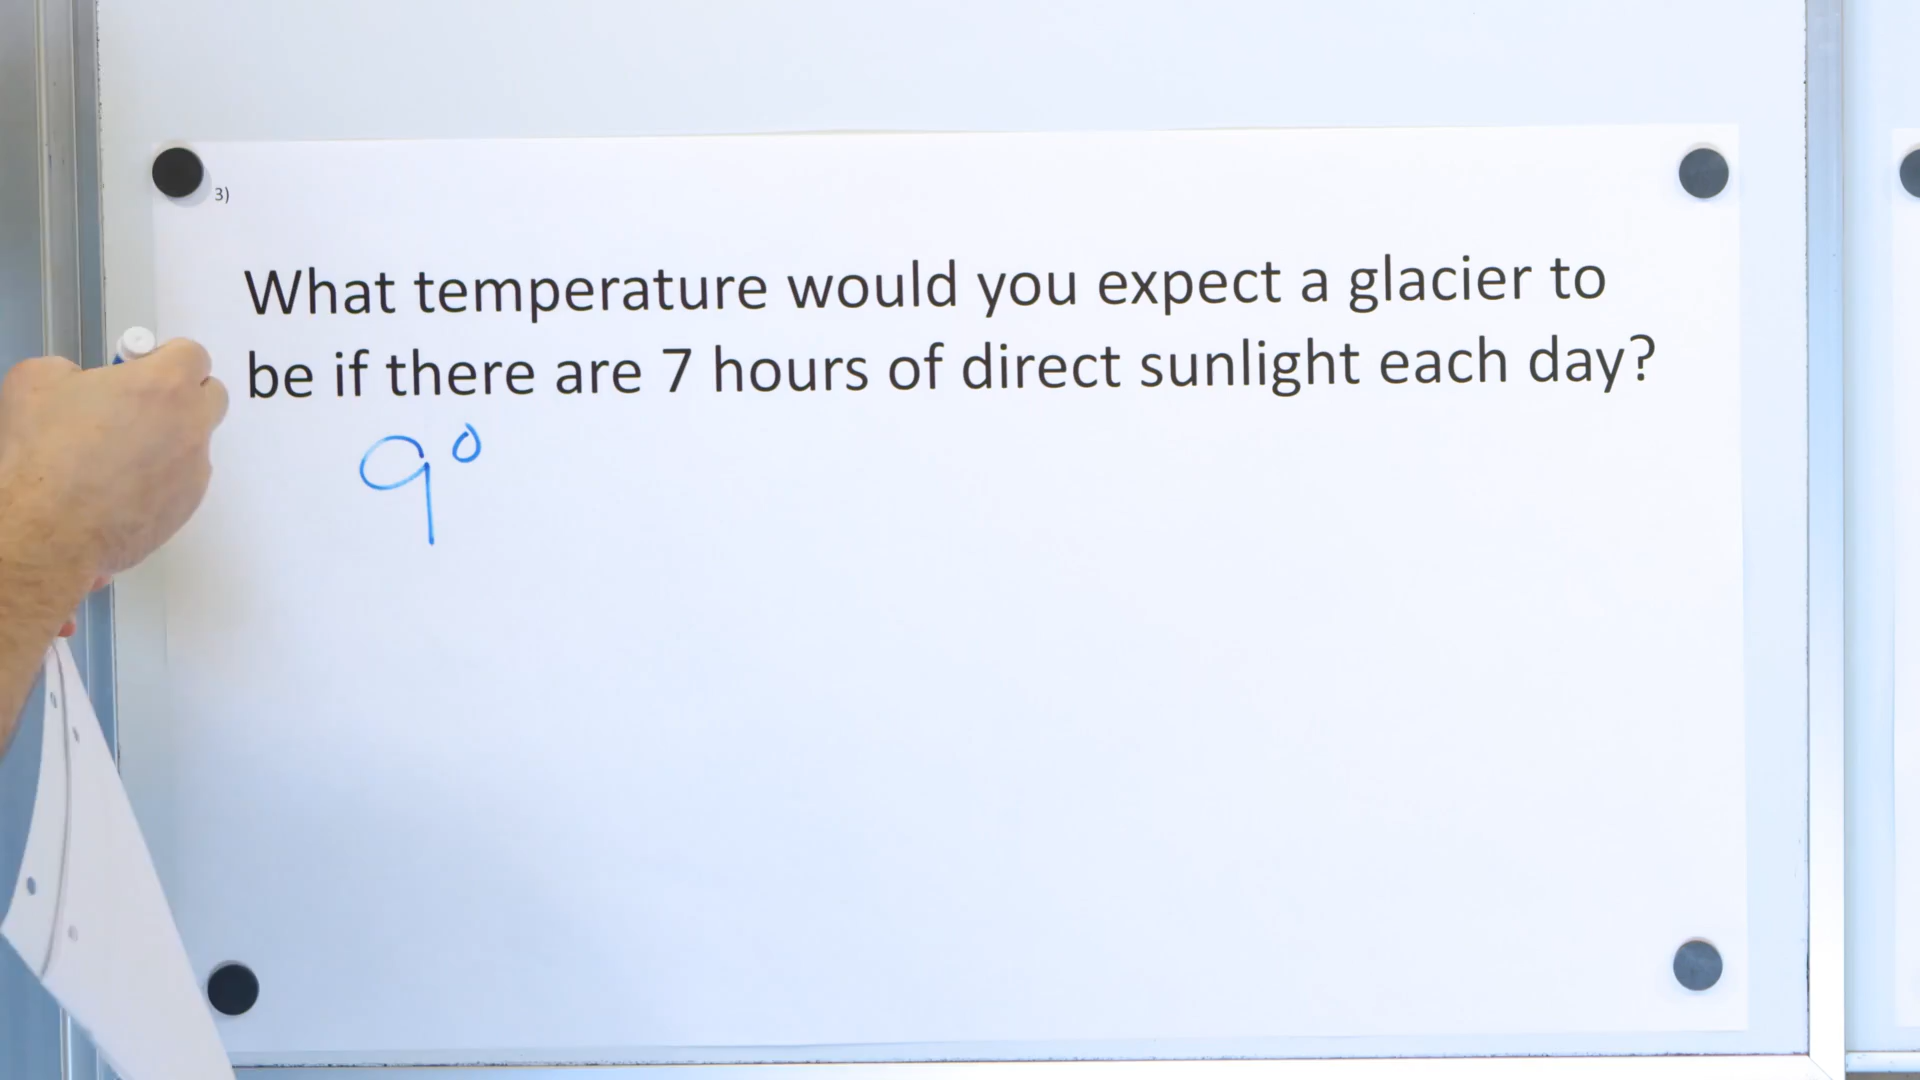 3)
What temperature would you expect a glacier to
be if there are 7 hours of direct sunlight each day?
9°